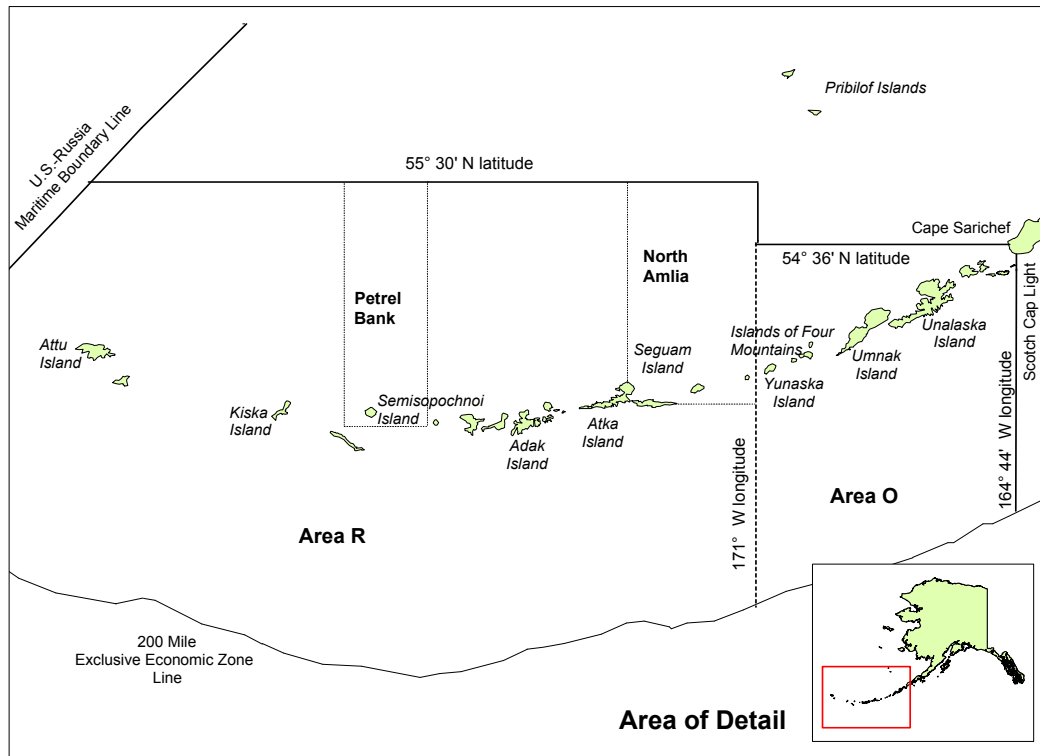 Pribilof Islands
U.S.-Russia
Maritime Boundary Line
55° 30' N latitude
Cape Sarichef
54° 36' N latitude
North
Amlia
Petrel
Bank
Scotch Cap Light
Attu
Island
Islands of Four
Mountains
Unalaska
Island
Umnak
Island
Seguam
Island
Yunaska
Island
Kiska
Island
Semisopochnoi
Island
Adak
Island
Atka
Island
164° 44' W longitude
171° W longitude
Area O
Area R
200 Mile
Exclusive Economic Zone
Line
Area of Detail